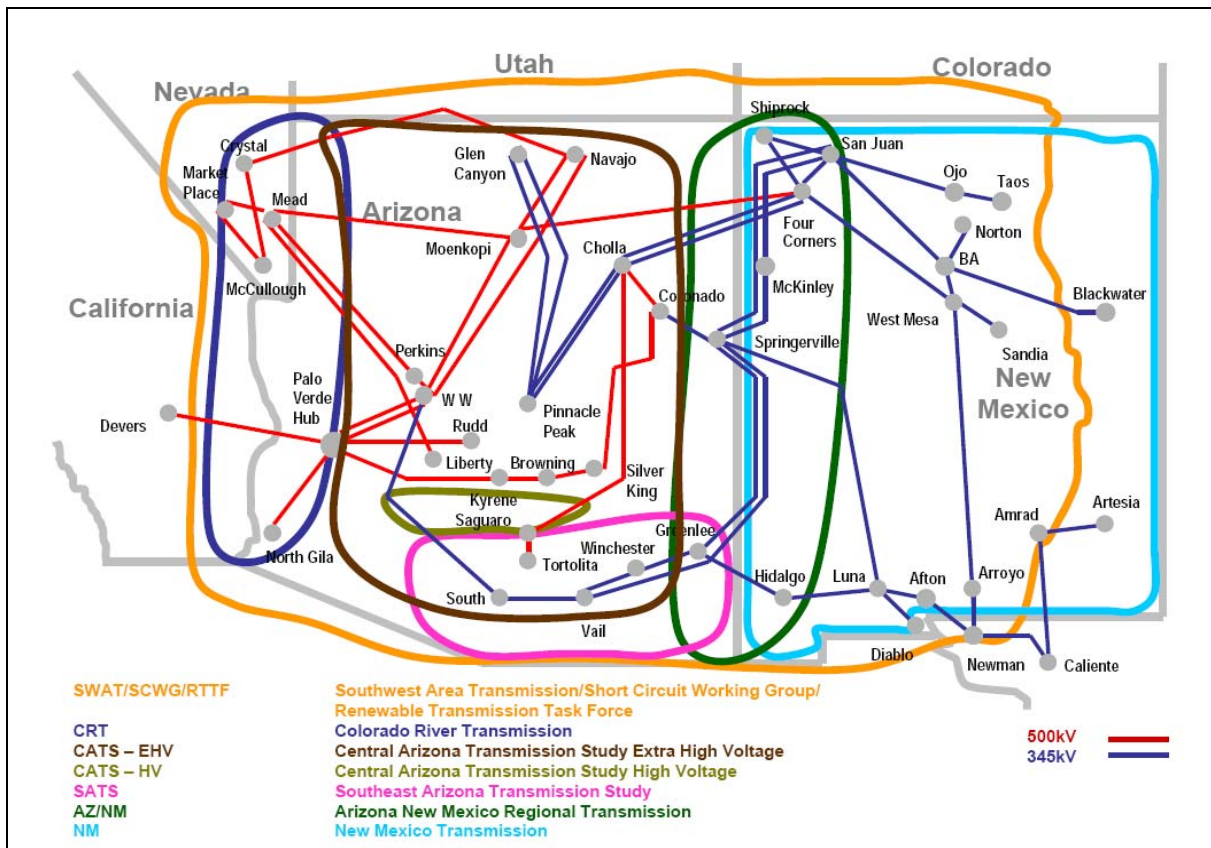 Utah
Colorado
Nevada
Shiprock
Crystal
Glen
Canyon
Navajo
San Juan
Market
Place
Mead
Ojo
Taos
Arizona
Four
Corners
Norton
Moenkopi
Cholla
BA
McCullough
McKinley
Coronado
Blackwater
California
West Mesa
Springerville
Sandia
Perkins
New
Mexico
Palo
Verde
Hub
W W
Pinnacle
Peak
Devers
Rudd
Liberty
Browning
Silver
King
Kyrene
Saguaro
Artesia
Amrad
Greenlee
North Gila
Winchester
Tortolita
Hidalgo
Luna
Afton
Arroyo
South
Vail
Diablo
Newman
Caliente
SWAT/SCWG/RTTF Southwest Area Transmission/Short Circuit Working Group/
Renewable Transmission Task Force
CRT Colorado River Transmission
CATS – EHV Central Arizona Transmission Study Extra High Voltage
CATS – HV Central Arizona Transmission Study High Voltage
SATS Southeast Arizona Transmission Study
AZ/NM Arizona New Mexico Regional Transmission
NM New Mexico Transmission
500kV
345kV